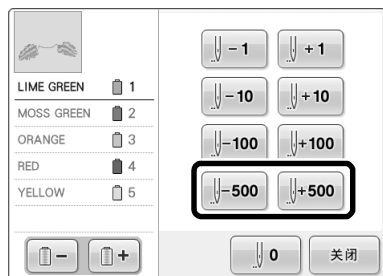 LIME GREEN 1
MOSS GREEN 2
ORANGE 3
RED 4
YELLOW 5
-1 +1
-10 +10
-100 +100
-500 +500
- +
0 关闭